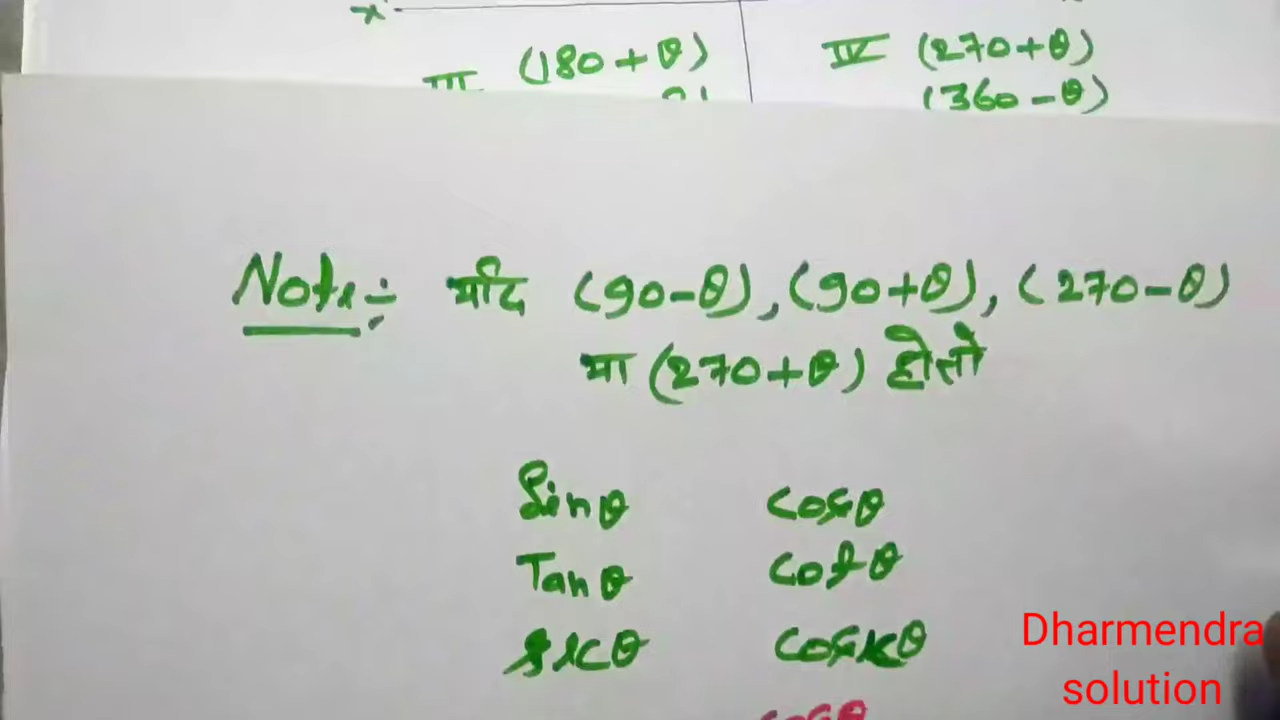 x'
(180+θ) IV (270+θ)
III (360-θ)
Note:- यदि (90-θ), (90+θ), (270-θ)
या (270+θ) हो तो
Sinθ cosθ
Tanθ cotθ
secθ cosecθ
cosθ
Dharmendra
solution